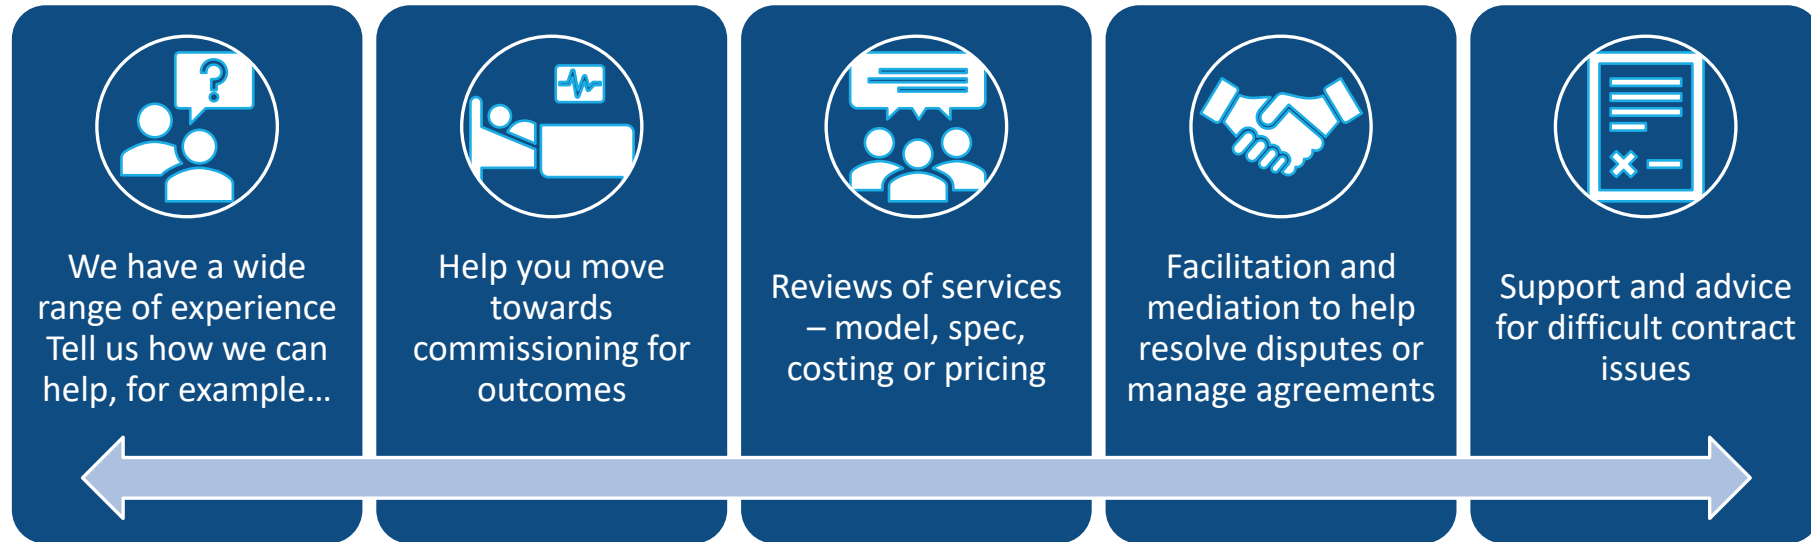 We have a wide
range of experience
Tell us how we can
help, for example…
Help you move
towards
commissioning for
outcomes
Reviews of services
– model, spec,
costing or pricing
Facilitation and
mediation to help
resolve disputes or
manage agreements
Support and advice
for difficult contract
issues